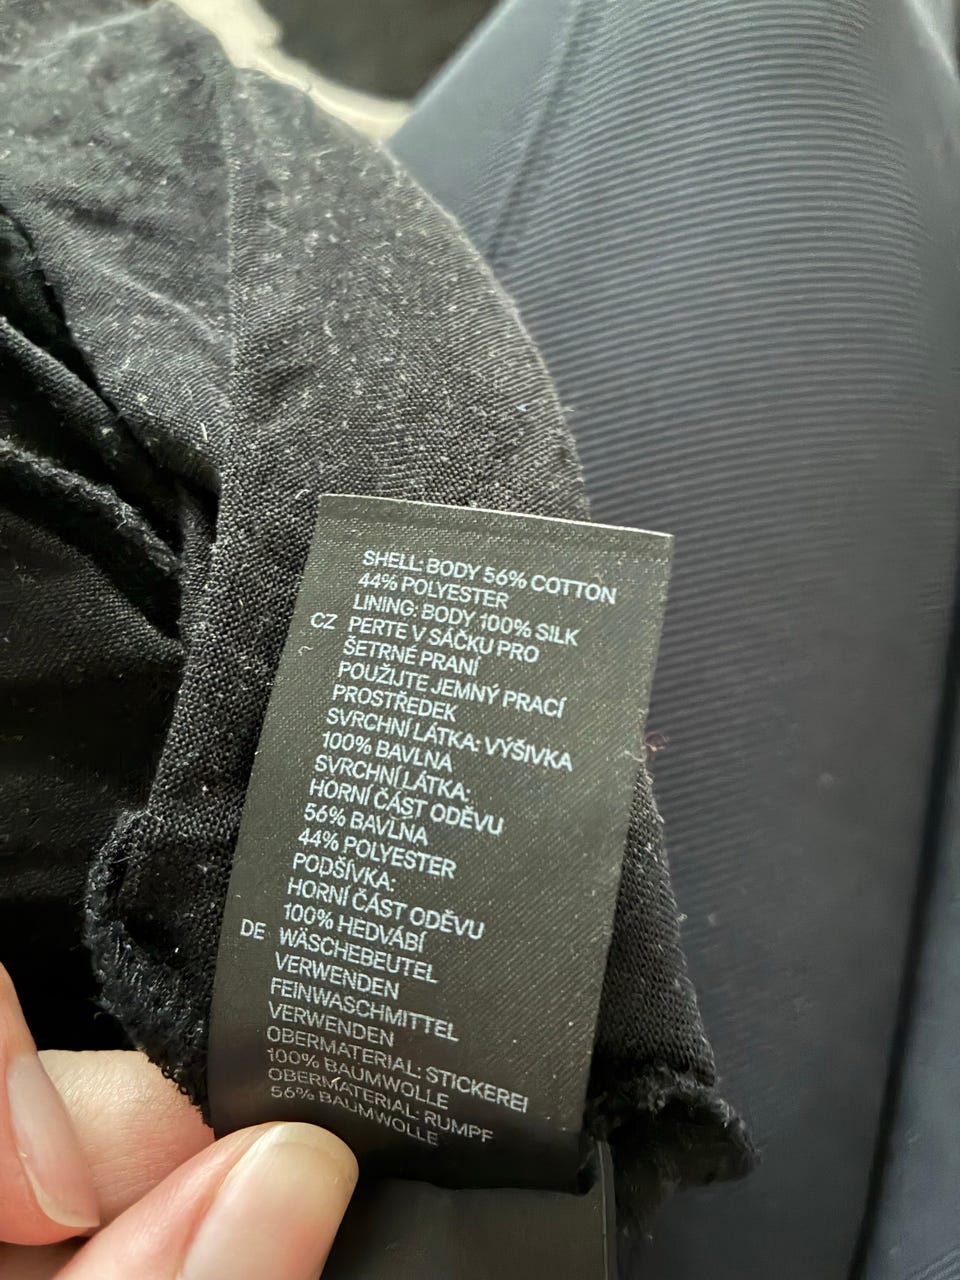 SHELL: BODY 56% COTTON
44% POLYESTER
LINING: BODY 100% SILK
CZ PERTE V SÁČKU PRO
ŠETRNÉ PRANÍ
POUŽIJTE JEMNÝ PRACÍ
PROSTŘEDEK
SVRCHNÍ LÁTKA: VÝŠIVKA
100% BAVLNA
SVRCHNÍ LÁTKA:
HORNÍ ČÁST ODĚVU
56% BAVLNA
44% POLYESTER
PODŠÍVKA:
HORNÍ ČÁST ODĚVU
100% HEDVÁBÍ
DE WÄSCHEBEUTEL
VERWENDEN
FEINWASCHMITTEL
VERWENDEN
OBERMATERIAL: STICKEREI
100% BAUMWOLLE
OBERMATERIAL: RUMPF
56% BAUMWOLLE